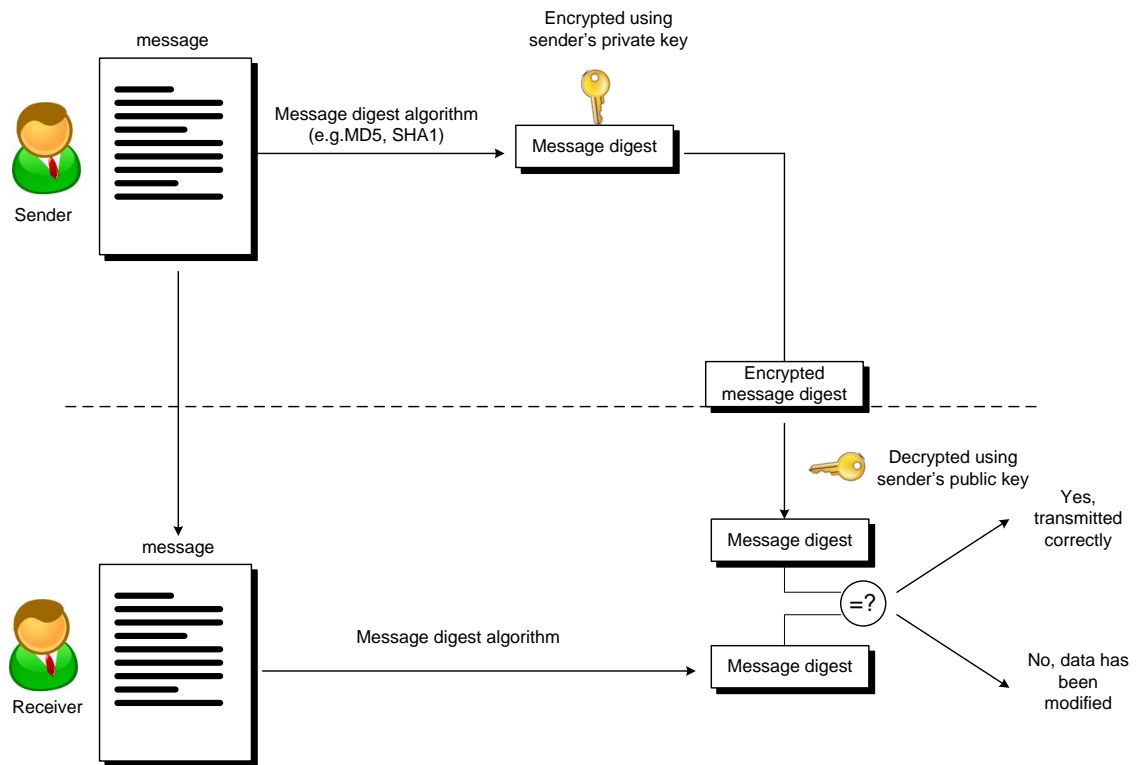 message
Encrypted using
sender's private key
Message digest algorithm
(e.g.MD5, SHA1)
Message digest
Sender
Encrypted
message digest
Decrypted using
sender's public key
Yes,
transmitted
correctly
message
Message digest
=?
Message digest algorithm
Message digest
No, data has
been
modified
Receiver